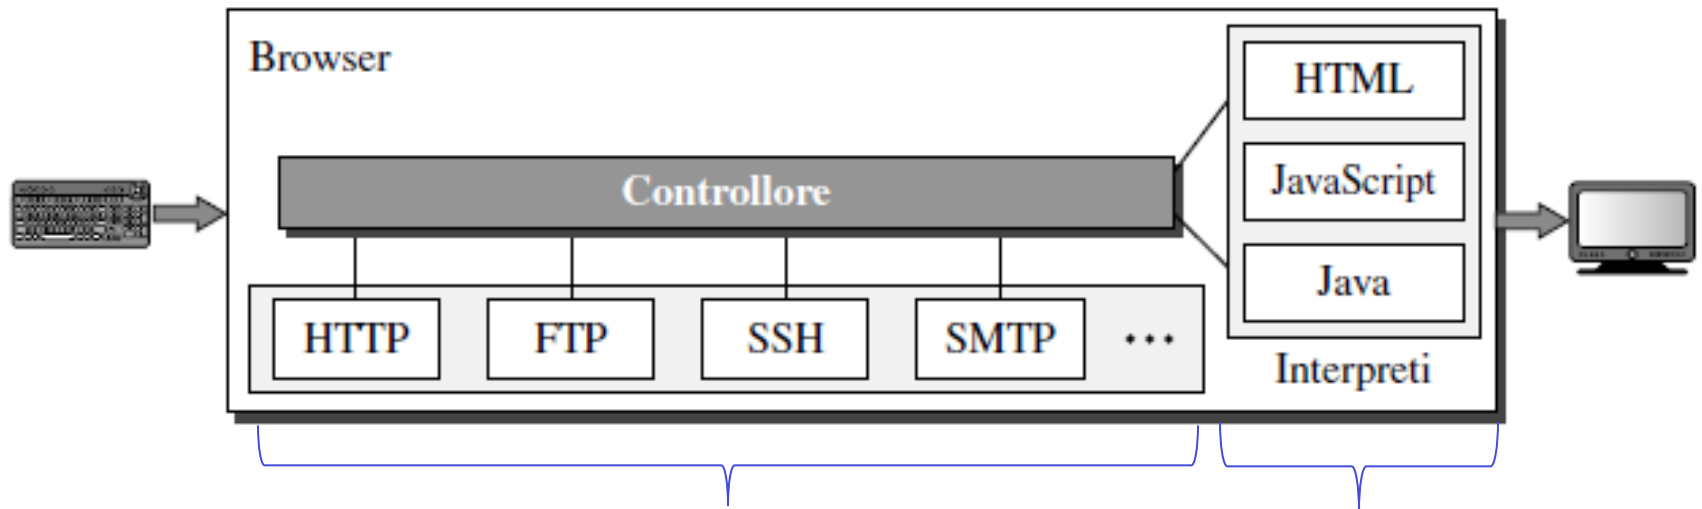 Browser
Controllore
HTTP
FTP
SSH
SMTP
...
HTML
JavaScript
Java
Interpreti